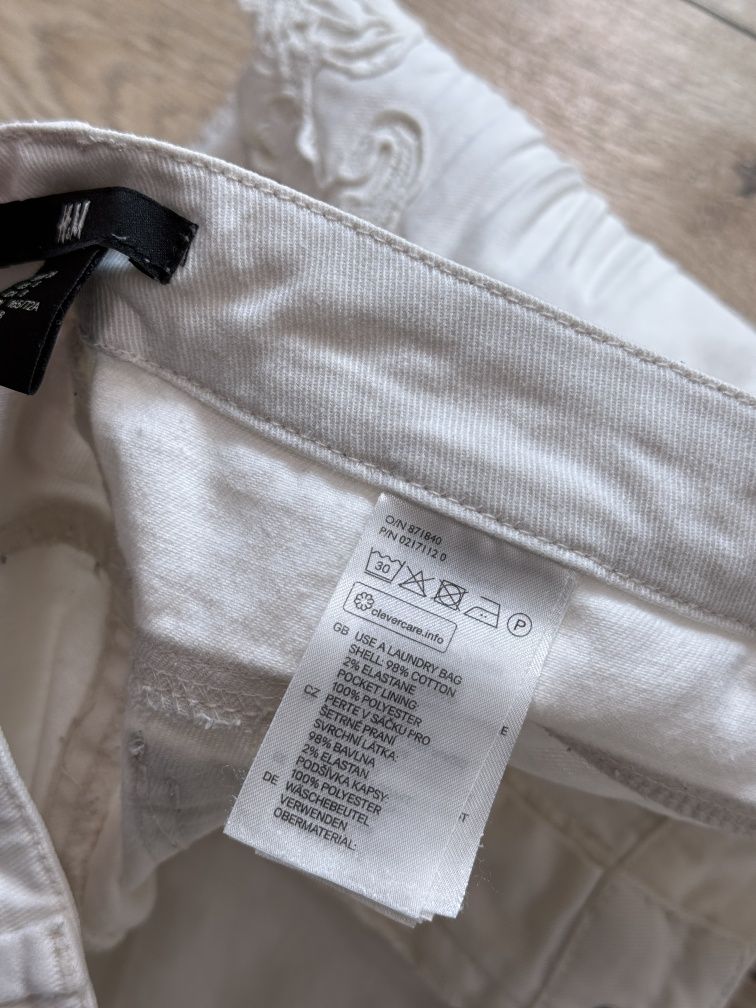 165/72A
O/N 871840
P/N 0217112 0
30
P
clevercare.info
GB USE A LAUNDRY BAG
SHELL: 98% COTTON
2% ELASTANE
POCKET LINING:
100% POLYESTER
CZ PERTE V SÁČKU PRO
ŠETRNÉ PRANÍ
SVRCHNÍ LÁTKA:
98% BAVLNA
2% ELASTAN
PODŠÍVKA KAPSY:
100% POLYESTER
DE WÄSCHEBEUTEL
VERWENDEN
OBERMATERIAL: